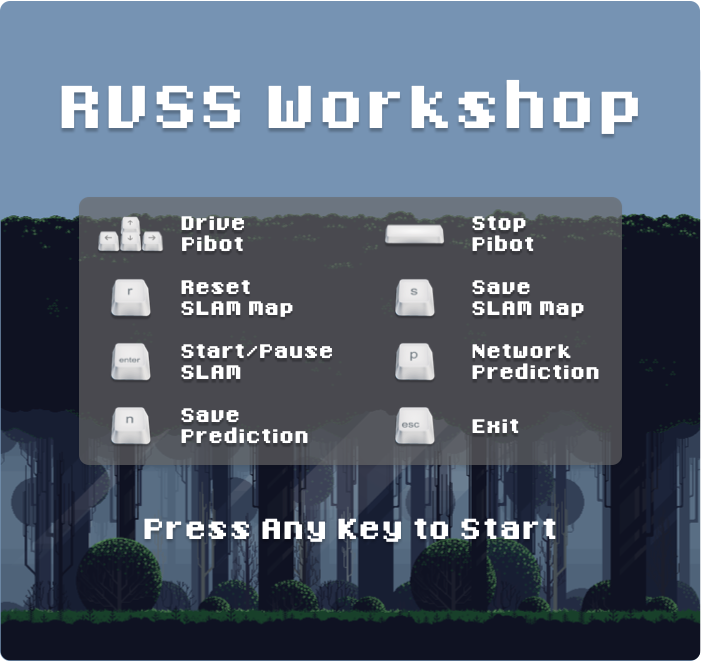 RVSS Workshop
↑
← ↓ →
Drive
Pibot
Stop
Pibot
r
Reset
SLAM Map
s
Save
SLAM Map
enter
Start/Pause
SLAM
p
Network
Prediction
n
Save
Prediction
esc
Exit
Press Any Key to Start